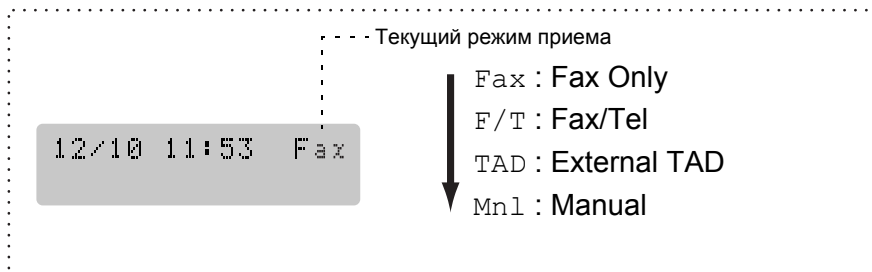 Текущий режим приема
Fax : Fax Only
F/T : Fax/Tel
12/10 11:53 Fax
TAD : External TAD
Mnl : Manual